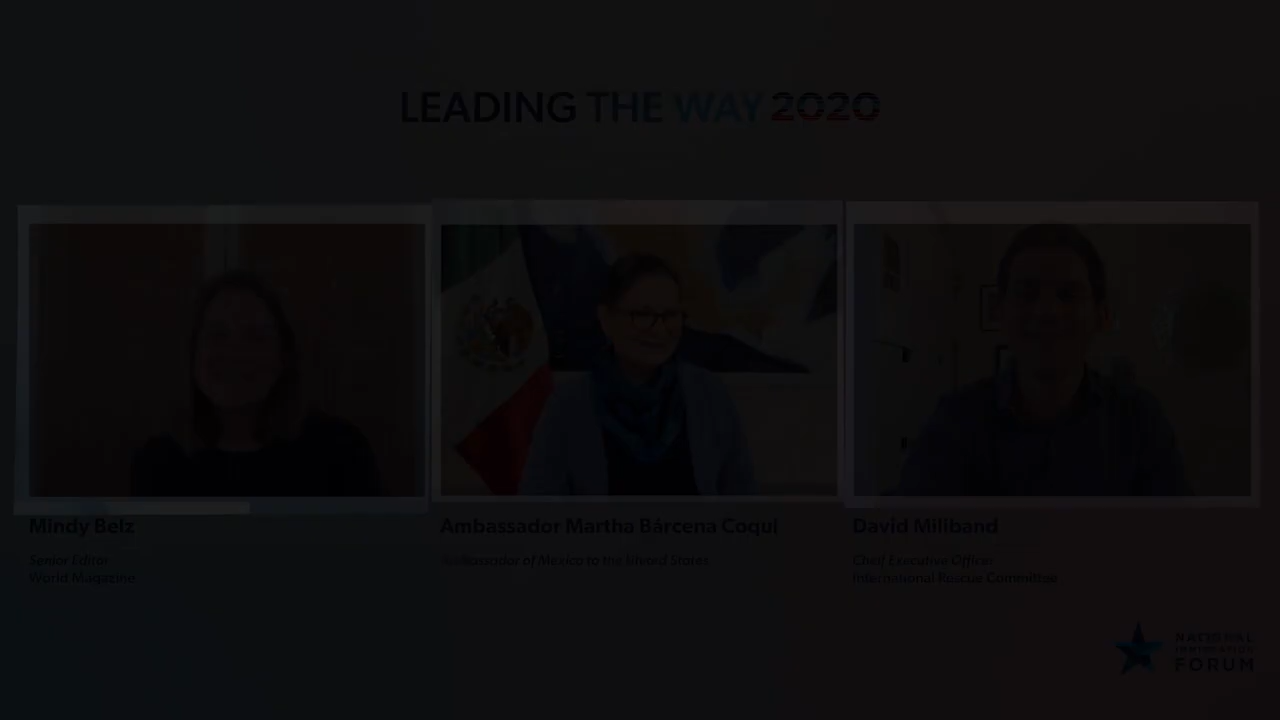 LEADING THE WAY 2020
Mindy Belz
Senior Editor
World Magazine
Ambassador Martha Bárcena Coqui
Ambassador of Mexico to the United States
David Miliband
Cheif Executive Officer
International Rescue Committee
NATIONAL
IMMIGRATION
FORUM